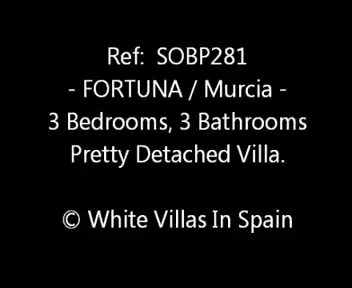 Ref:  SOBP281
- FORTUNA / Murcia -
3 Bedrooms, 3 Bathrooms
Pretty Detached Villa.
© White Villas In Spain